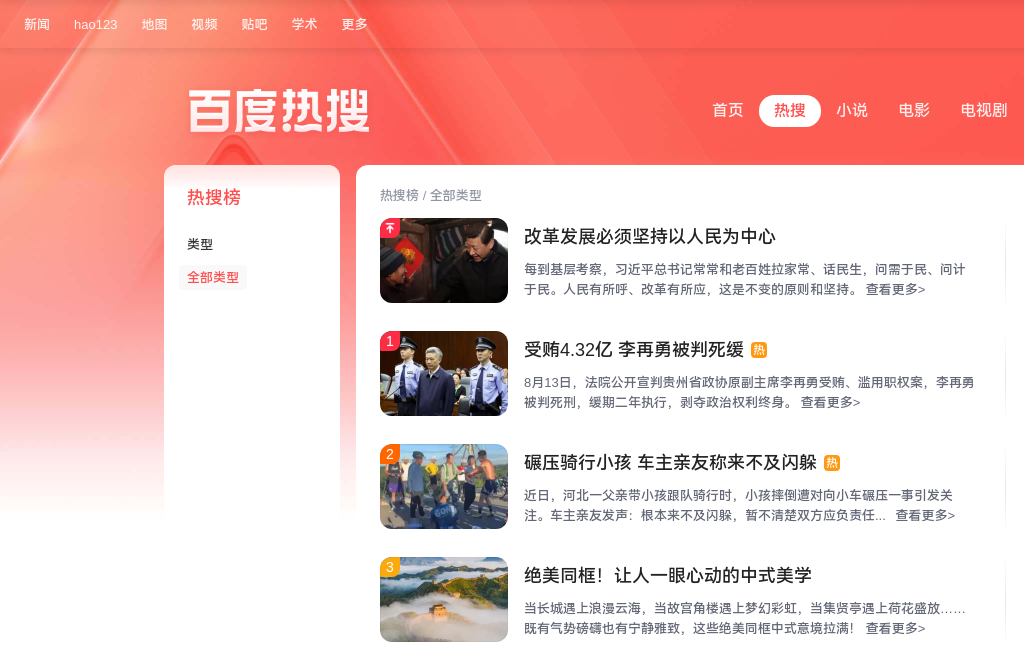 新闻 hao123 地图 视频 贴吧 学术 更多
百度热搜
首页 热搜 小说 电影 电视剧
热搜榜
类型
全部类型
热搜榜 / 全部类型
改革发展必须坚持以人民为中心
每到基层考察，习近平总书记常常和老百姓拉家常、话民生，问需于民、问计
于民。人民有所呼、改革有所应，这是不变的原则和坚持。 查看更多>
1
受贿4.32亿 李再勇被判死缓 热
8月13日，法院公开宣判贵州省政协原副主席李再勇受贿、滥用职权案，李再勇
被判死刑，缓期二年执行，剥夺政治权利终身。 查看更多>
2
碾压骑行小孩 车主亲友称来不及闪躲 热
近日，河北一父亲带小孩跟队骑行时，小孩摔倒遭对向小车碾压一事引发关
注。车主亲友发声：根本来不及闪躲，暂不清楚双方应负责任... 查看更多>
3
绝美同框！让人一眼心动的中式美学
当长城遇上浪漫云海，当故宫角楼遇上梦幻彩虹，当集贤亭遇上荷花盛放……
既有气势磅礴也有宁静雅致，这些绝美同框中式意境拉满！ 查看更多>